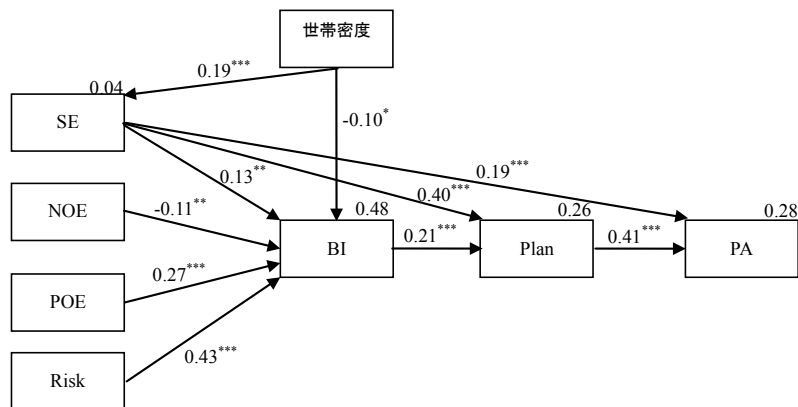 世帯密度
0.19***
0.04
SE
-0.10*
0.13**
0.40***
0.19***
NOE
-0.11**
0.48
BI
0.21***
0.26
Plan
0.41***
0.28
PA
POE
0.27***
Risk
0.43***